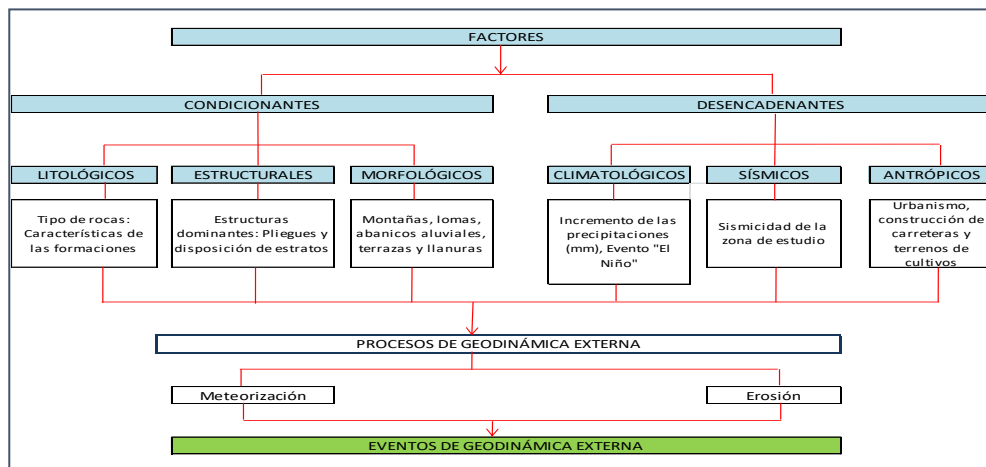 FACTORES
CONDICIONANTES
DESENCADENANTES
LITOLÓGICOS
ESTRUCTURALES
MORFOLÓGICOS
CLIMATOLÓGICOS
SÍSMICOS
ANTRÓPICOS
Tipo de rocas:
Características de
las formaciones
Estructuras
dominantes: Pliegues y
disposición de estratos
Montañas, lomas,
abanicos aluviales,
terrazas y llanuras
Incremento de las
precipitaciones
(mm), Evento "El
Niño"
Sismicidad de la
zona de estudio
Urbanismo,
construcción de
carreteras y
terrenos de
cultivos
PROCESOS DE GEODINÁMICA EXTERNA
Meteorización
Erosión
EVENTOS DE GEODINÁMICA EXTERNA